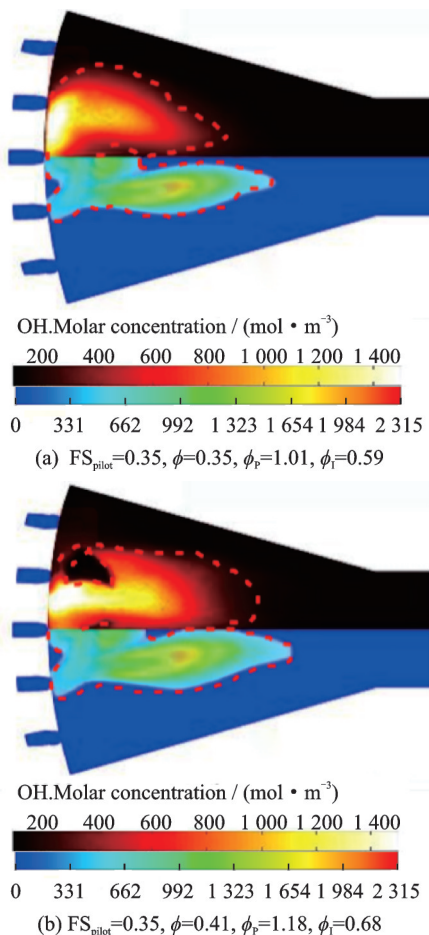 OH.Molar concentration / (mol • m⁻³)
200 400 600 800 1 000 1 200 1 400
0 331 662 992 1 323 1 654 1 984 2 315
(a) FSpilot=0.35, ϕ=0.35, ϕP=1.01, ϕI=0.59
OH.Molar concentration / (mol • m⁻³)
200 400 600 800 1 000 1 200 1 400
0 331 662 992 1 323 1 654 1 984 2 315
(b) FSpilot=0.35, ϕ=0.41, ϕP=1.18, ϕI=0.68